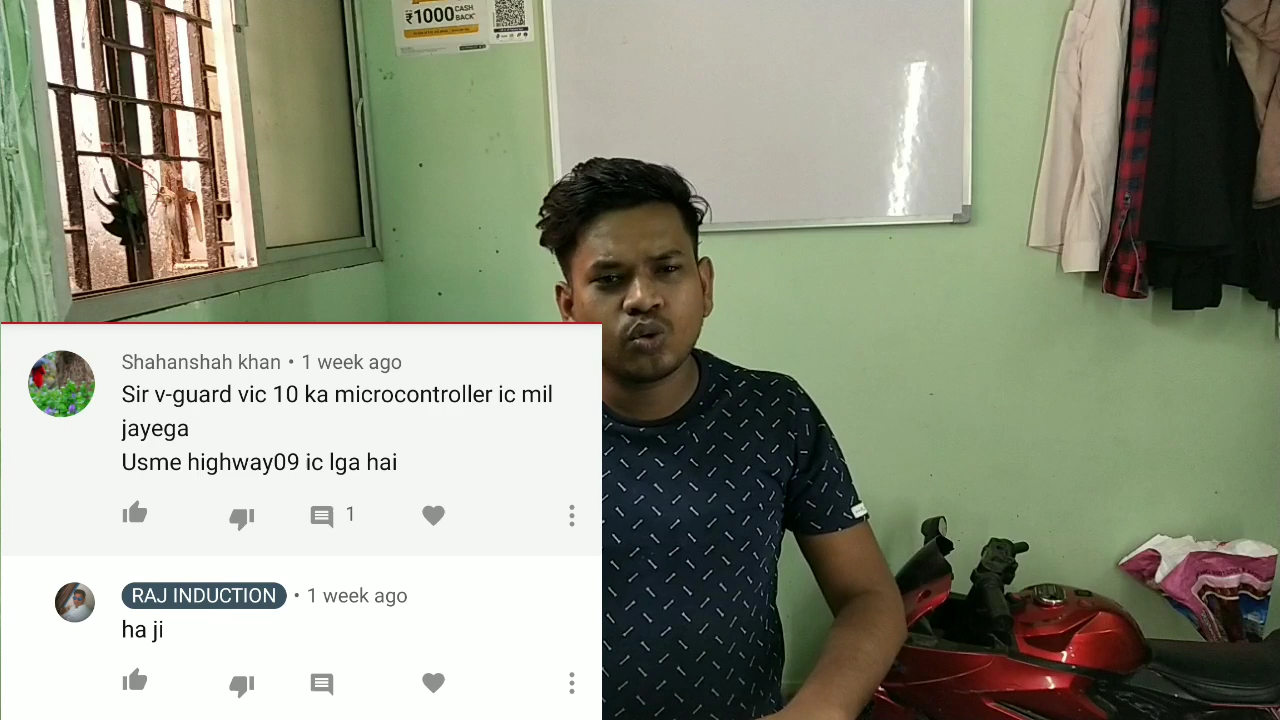 ₹1000 CASH BACK*
Shahanshah khan • 1 week ago
Sir v-guard vic 10 ka microcontroller ic mil
jayega
Usme highway09 ic lga hai
1
RAJ INDUCTION • 1 week ago
ha ji